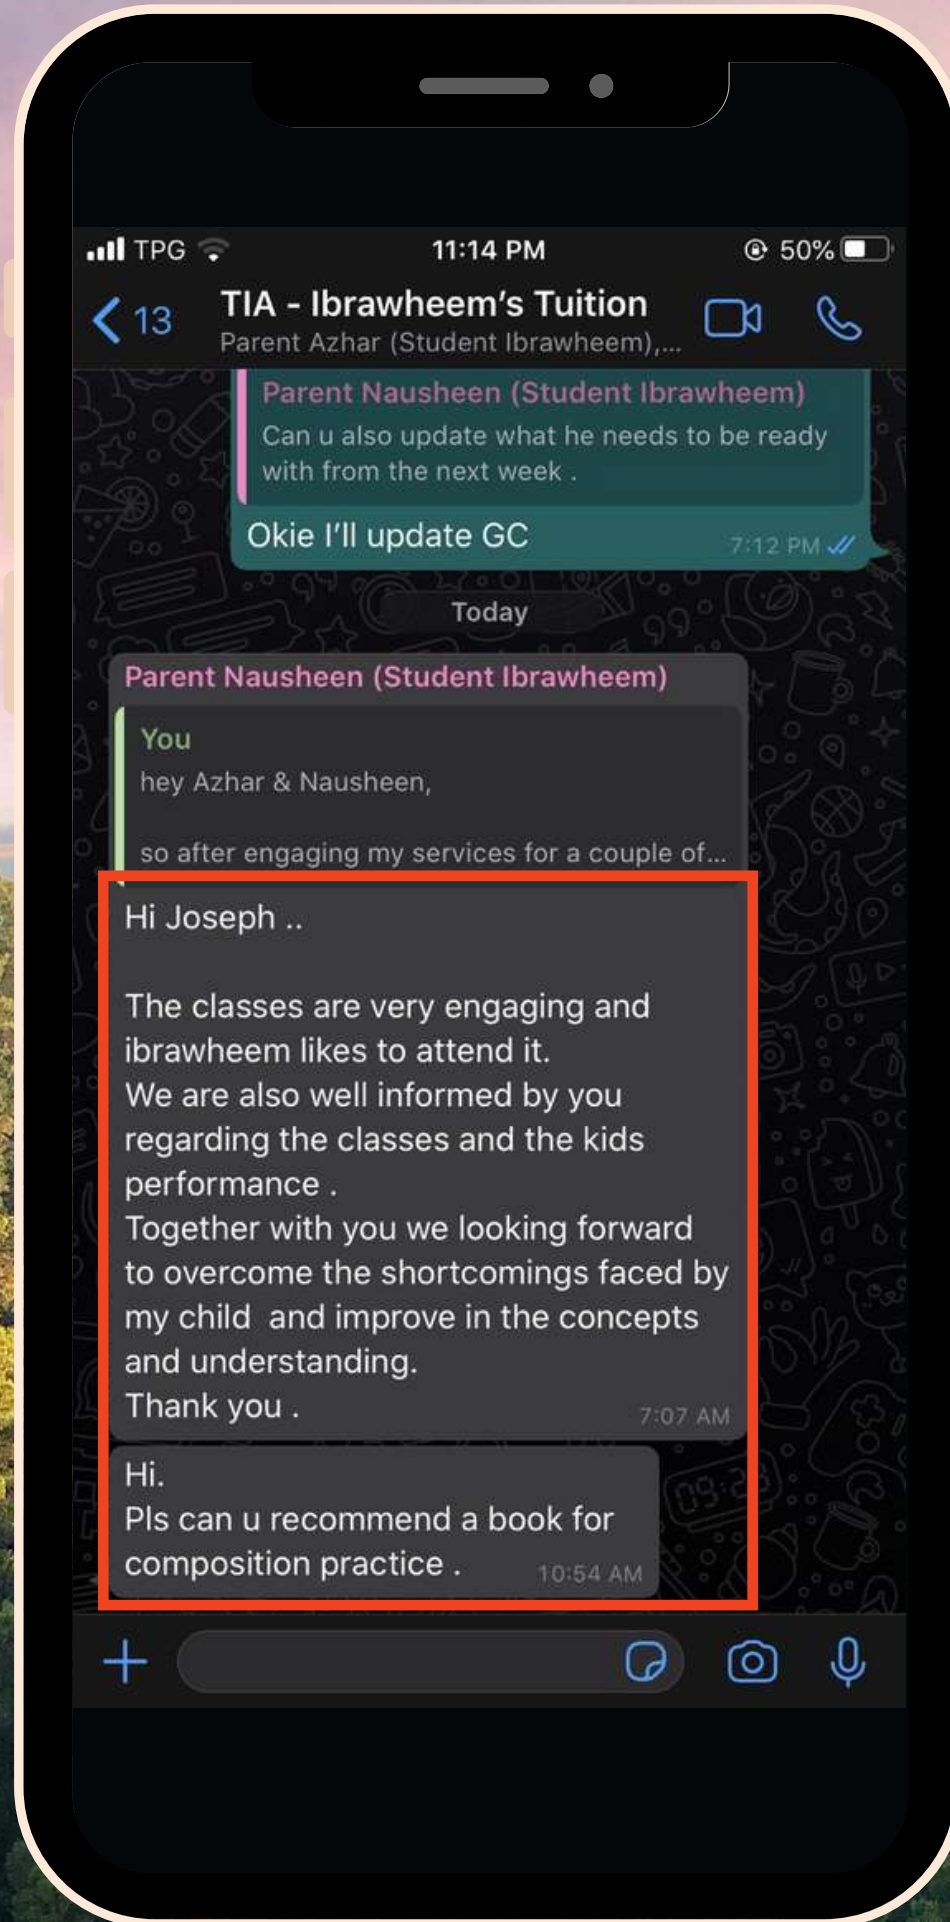 TPG
11:14 PM
50%
13
TIA - Ibrawheem's Tuition
Parent Azhar (Student Ibrawheem),...
Parent Nausheen (Student Ibrawheem)
Can u also update what he needs to be ready
with from the next week .
Okie I'll update GC
7:12 PM
Today
Parent Nausheen (Student Ibrawheem)
You
hey Azhar & Nausheen,
so after engaging my services for a couple of...
Hi Joseph ..
The classes are very engaging and
ibrawheem likes to attend it.
We are also well informed by you
regarding the classes and the kids
performance .
Together with you we looking forward
to overcome the shortcomings faced by
my child  and improve in the concepts
and understanding.
Thank you .
7:07 AM
Hi.
Pls can u recommend a book for
composition practice .
10:54 AM
09:23